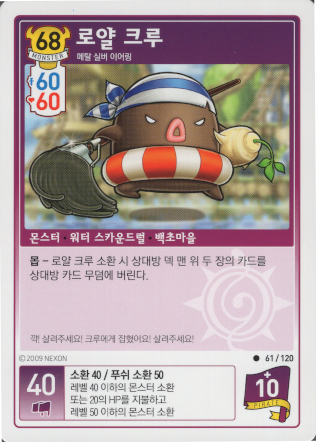 68
MONSTER
로얄 크루
메탈 실버 이어링
60
60
몬스터 · 워터 스카운드럴 · 백초마을
몹 - 로얄 크루 소환 시 상대방 덱 맨 위 두 장의 카드를
상대방 카드 무덤에 버린다.
깍! 살려주세요! 크루에게 잡혔어요! 살려주세요!
© 2009 NEXON
61 / 120
40
소환 40 / 푸쉬 소환 50
레벨 40 이하의 몬스터 소환
또는 20의 HP를 지불하고
레벨 50 이하의 몬스터 소환
+
10
PIRATE